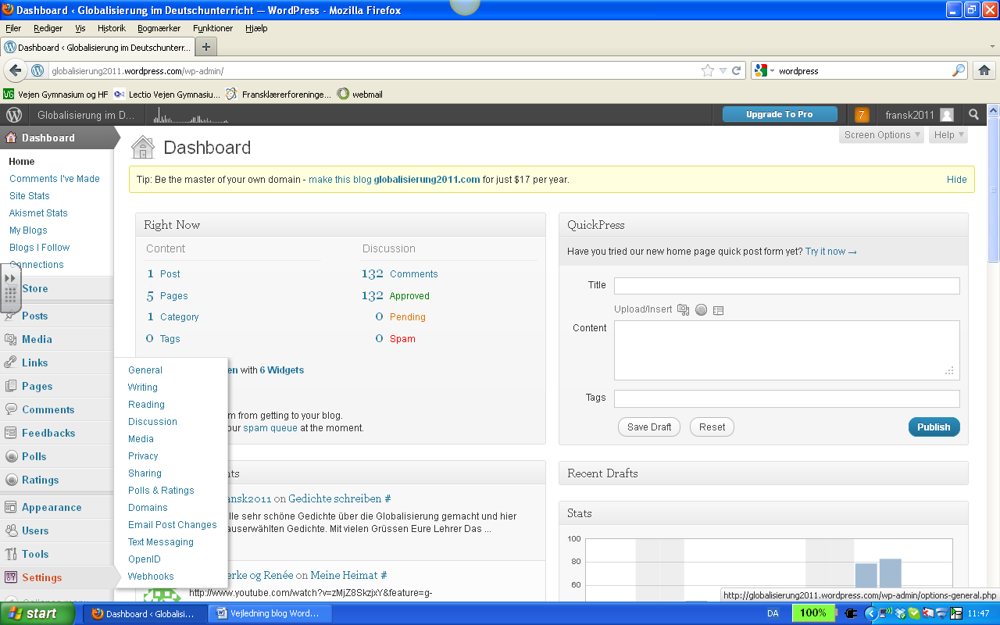 Dashboard ‹ Globalisierung im Deutschunterricht — WordPress - Mozilla Firefox
Filer Rediger Vis Historik Bogmærker Funktioner Hjælp
Dashboard ‹ Globalisierung im Deutschunterr...
globalisierung2011.wordpress.com/wp-admin/
wordpress
VG Vejen Gymnasium og HF Lectio Vejen Gymnasiu... Fransklærerforeninge... webmail
Globalisierung im D... Upgrade To Pro 7 fransk2011
Dashboard
Home
Comments I've Made
Site Stats
Akismet Stats
My Blogs
Blogs I Follow
Connections
Store
Posts
Media
Links
Pages
Comments
Feedbacks
Polls
Ratings
Appearance
Users
Tools
Settings
Collapse menu
General
Writing
Reading
Discussion
Media
Privacy
Sharing
Polls & Ratings
Domains
Email Post Changes
Text Messaging
OpenID
Webhooks
Screen Options Help
Dashboard
Tip: Be the master of your own domain - make this blog globalisierung2011.com for just $17 per year. Hide
Right Now
Content Discussion
1 Post 132 Comments
5 Pages 132 Approved
1 Category 0 Pending
0 Tags 0 Spam
en with 6 Widgets
m from getting to your blog.
our spam queue at the moment.
nts
ansk2011 on Gedichte schreiben #
lle sehr schöne Gedichte über die Globalisierung gemacht und hier
auserwählten Gedichte. Mit vielen Grüssen Eure Lehrer Das ...
rke og Renée on Meine Heimat #
http://www.youtube.com/watch?v=zMjZ8SkzjxY&feature=g-
QuickPress
Have you tried our new home page quick post form yet? Try it now →
Title
Upload/Insert
Content
Tags
Save Draft Reset Publish
Recent Drafts
Stats
100
80
60
http://globalisierung2011.wordpress.com/wp-admin/options-general.php
start Dashboard ‹ Globalisi... Vejledning blog Word... DA 100% 11:47